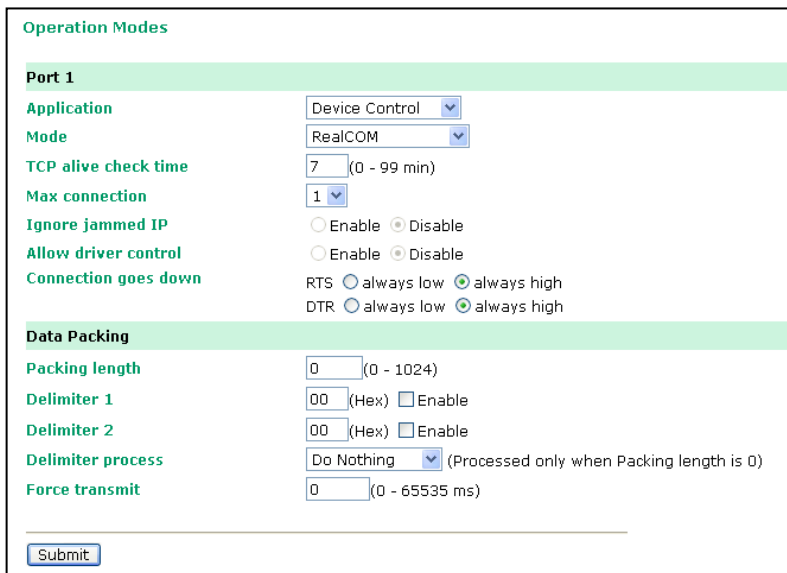 Operation Modes
Port 1
Application Device Control
Mode RealCOM
TCP alive check time 7 (0 - 99 min)
Max connection 1
Ignore jammed IP Enable Disable
Allow driver control Enable Disable
Connection goes down RTS always low always high
DTR always low always high
Data Packing
Packing length 0 (0 - 1024)
Delimiter 1 00 (Hex) Enable
Delimiter 2 00 (Hex) Enable
Delimiter process Do Nothing (Processed only when Packing length is 0)
Force transmit 0 (0 - 65535 ms)
Submit